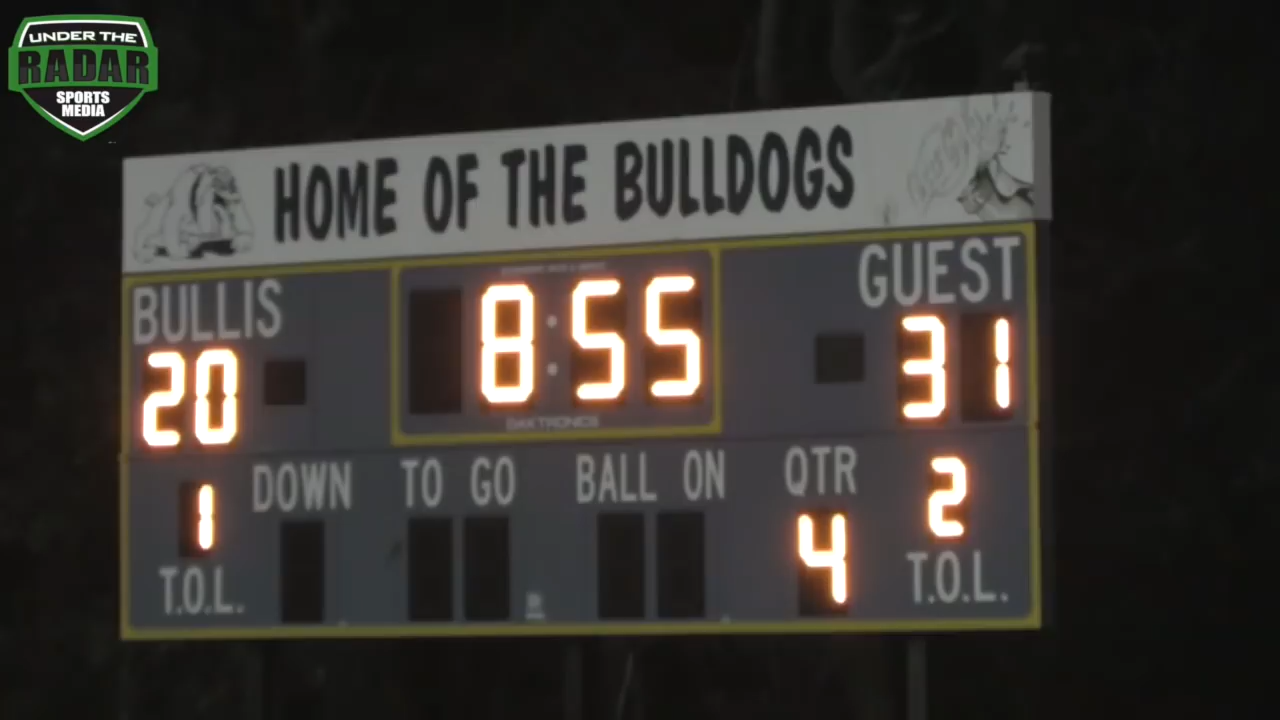 UNDER THE
RADAR
SPORTS
MEDIA
HOME OF THE BULLDOGS
BULLIS
8:55
GUEST
20
31
DAKTRONICS
DOWN
TO GO
BALL ON
QTR
1
4
2
T.O.L.
T.O.L.